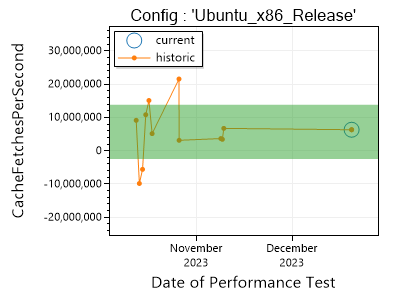 Config : 'Ubuntu_x86_Release'
current
historic
CacheFetchesPerSecond
30,000,000
20,000,000
10,000,000
0
-10,000,000
-20,000,000
November
2023
December
2023
Date of Performance Test